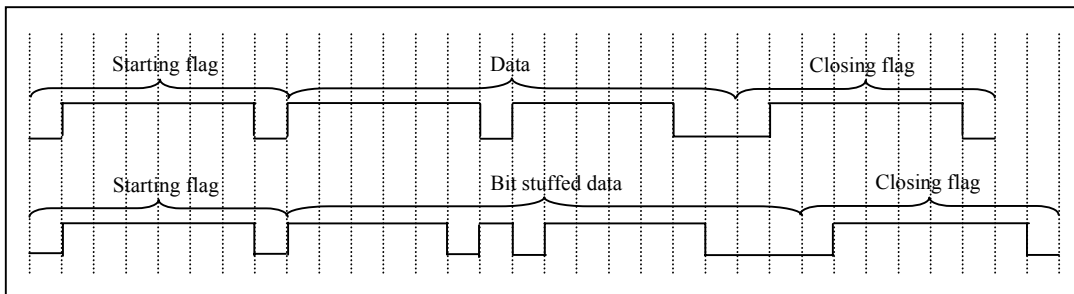 Starting flag Data Closing flag
Starting flag Bit stuffed data Closing flag